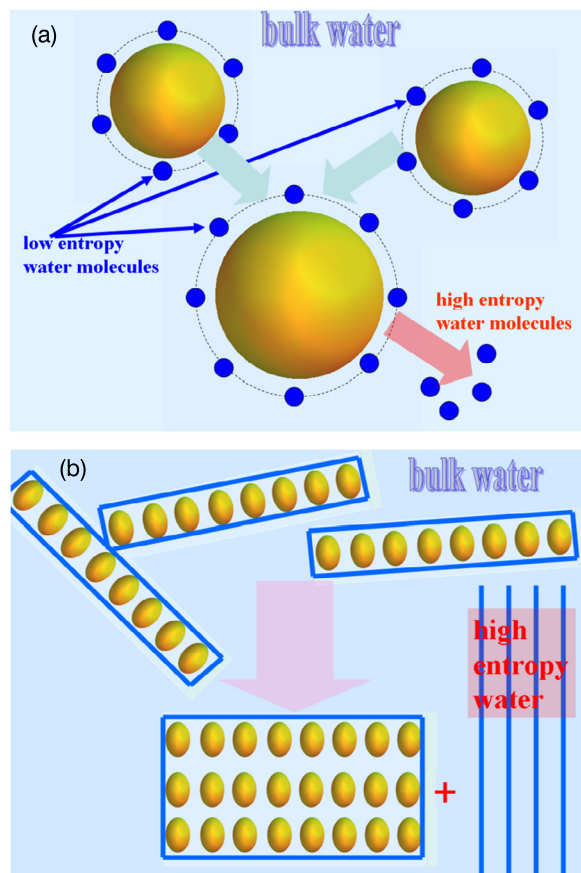 (a)
bulk water
low entropy
water molecules
high entropy
water molecules
(b)
bulk water
high
entropy
water
+